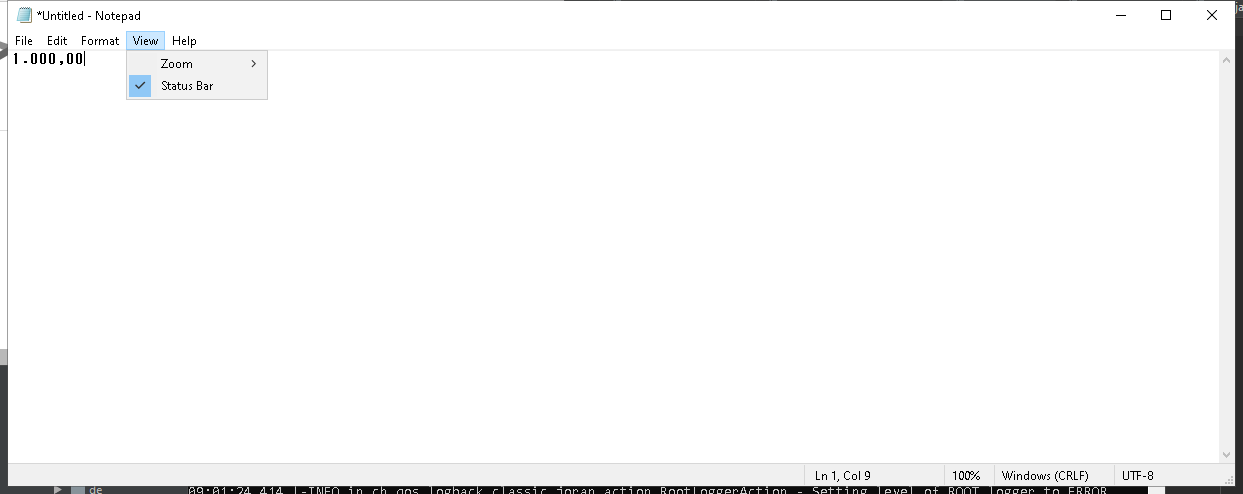 *Untitled - Notepad
File Edit Format View Help
1.000,00
Zoom
Status Bar
Ln 1, Col 9 100% Windows (CRLF) UTF-8
de 09:01:24,414 |-INFO in ch.qos.logback.classic.joran.action.RootLoggerAction - Setting level of ROOT logger to ERROR